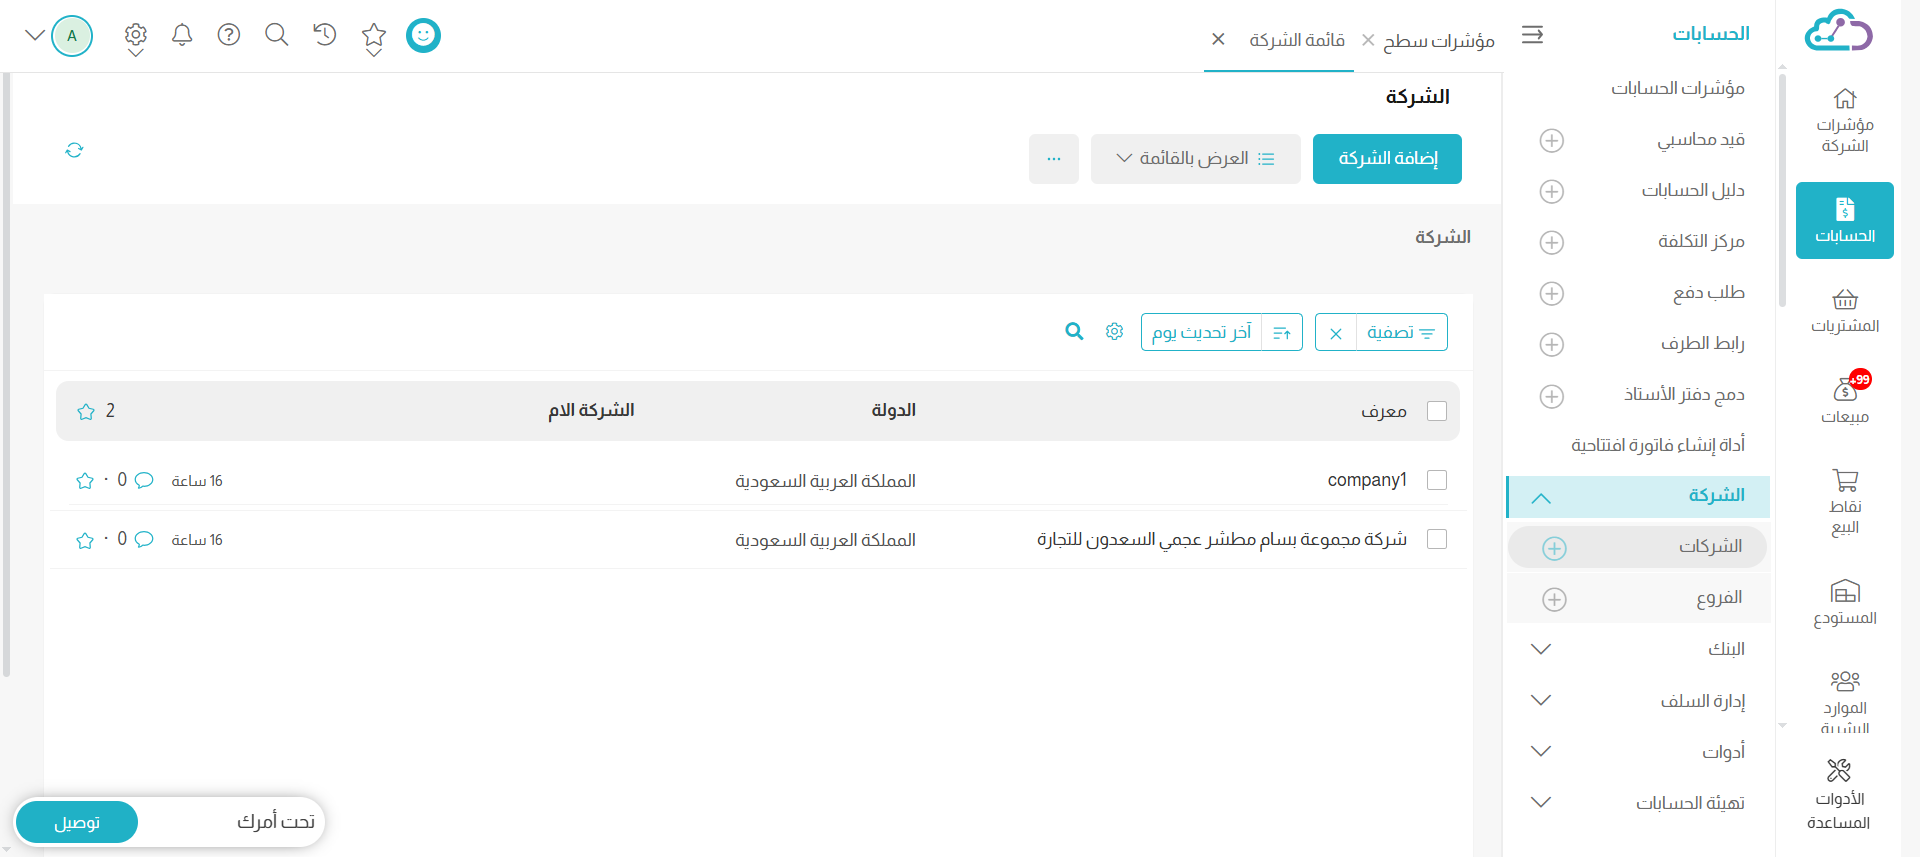 الحسابات
مؤشرات سطح
قائمة الشركة
A
مؤشرات
الشركة
الحسابات
المشتريات
+99
مبيعات
نقاط
البيع
المستودع
الموارد
البشرية
الأدوات
المساعدة
مؤشرات الحسابات
قيد محاسبي
دليل الحسابات
مركز التكلفة
طلب دفع
رابط الطرف
دمج دفتر الأستاذ
أداة إنشاء فاتورة افتتاحية
الشركة
الشركات
الفروع
البنك
إدارة السلف
أدوات
تهيئة الحسابات
الشركة
إضافة الشركة
العرض بالقائمة
...
الشركة
تصفية
آخر تحديث يوم
معرف الدولة الشركة الام 2
company1 المملكة العربية السعودية 16 ساعة 0 ·
شركة مجموعة بسام مطشر عجمي السعدون للتجارة المملكة العربية السعودية 16 ساعة 0 ·
تحت أمرك
توصيل